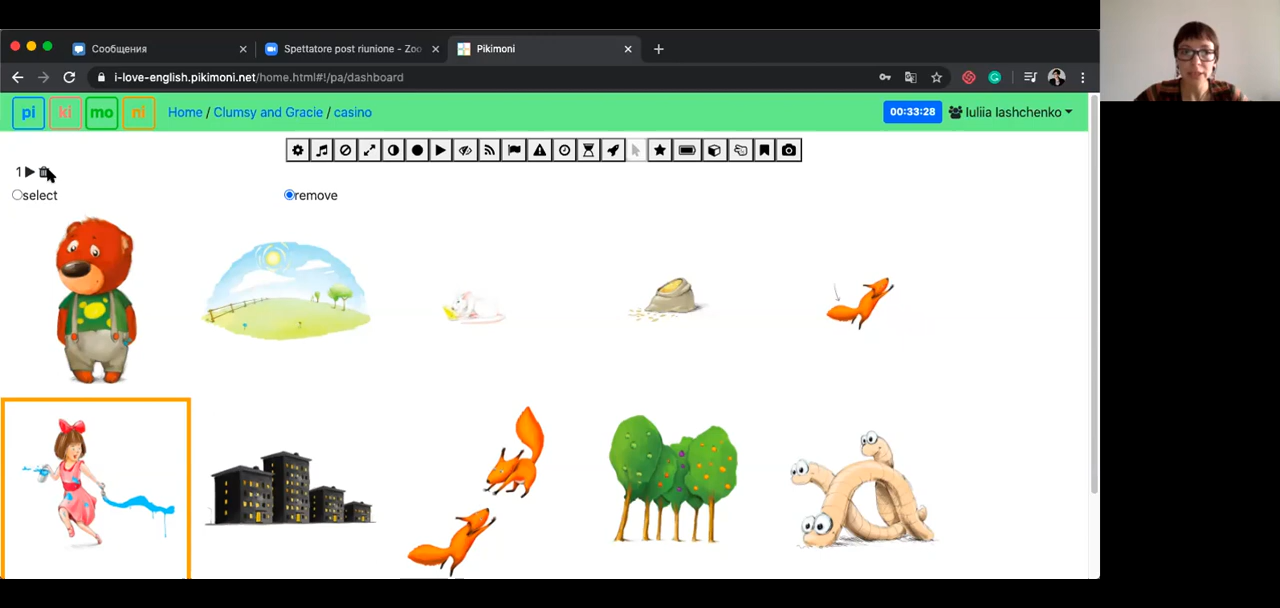 Сообщения
Spettatore post riunione - Zoo
Pikimoni
i-love-english.pikimoni.net/home.html#!/pa/dashboard
pi ki mo ni Home / Clumsy and Gracie / casino 00:33:28 Iuliia Iashchenko
1
select remove